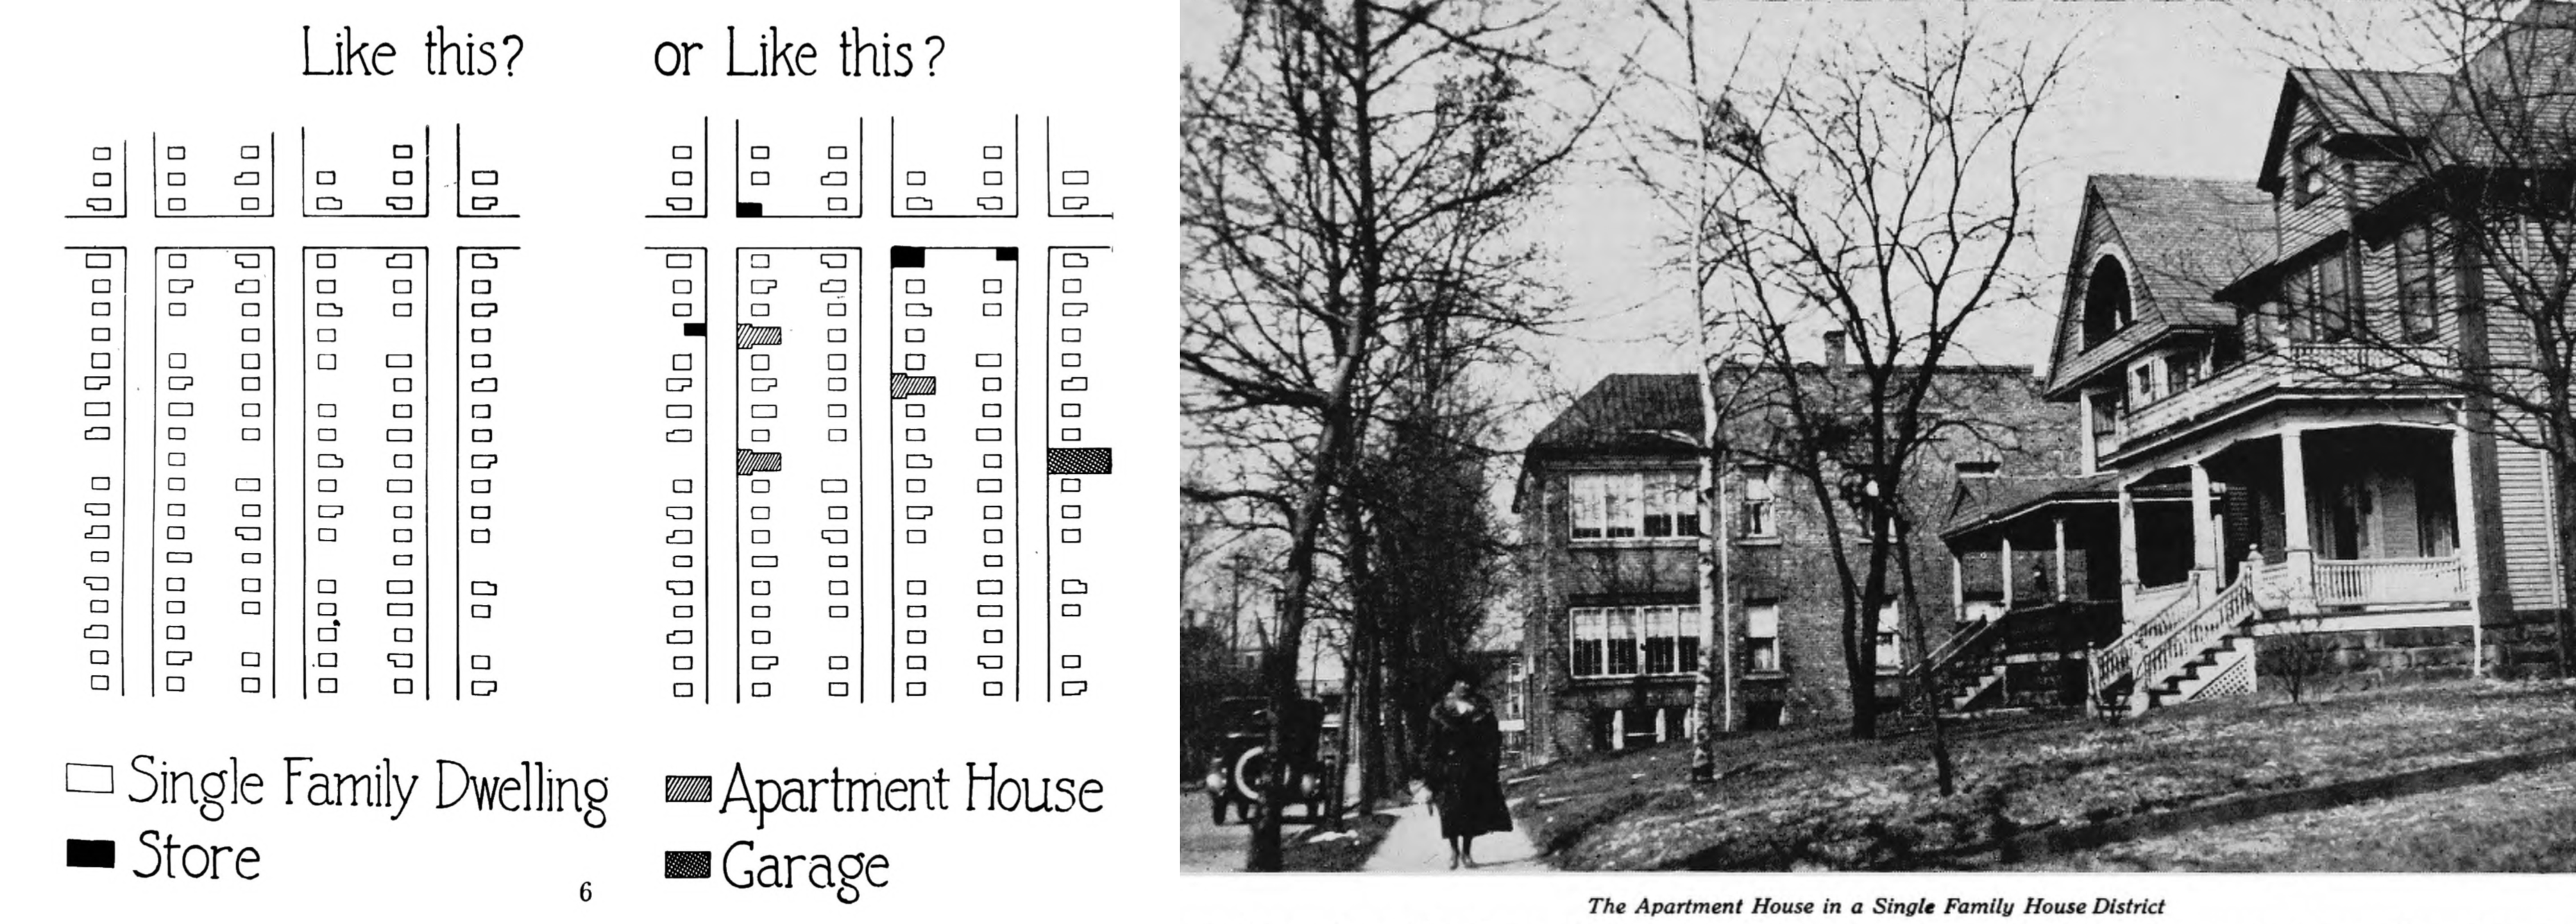 Like this?
or Like this?
Single Family Dwelling
Store
Apartment House
Garage
6
The Apartment House in a Single Family House District